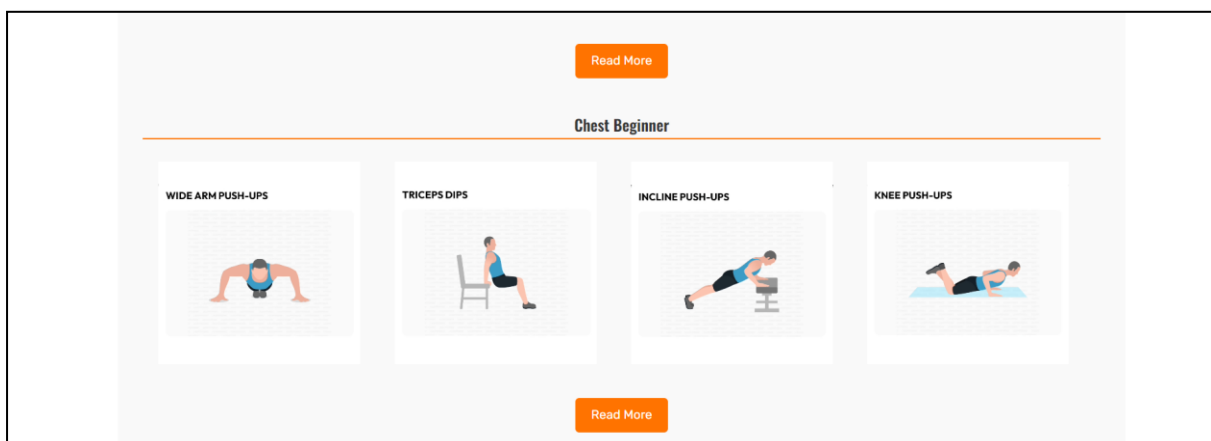 Read More
Chest Beginner
WIDE ARM PUSH-UPS
TRICEPS DIPS
INCLINE PUSH-UPS
KNEE PUSH-UPS
Read More